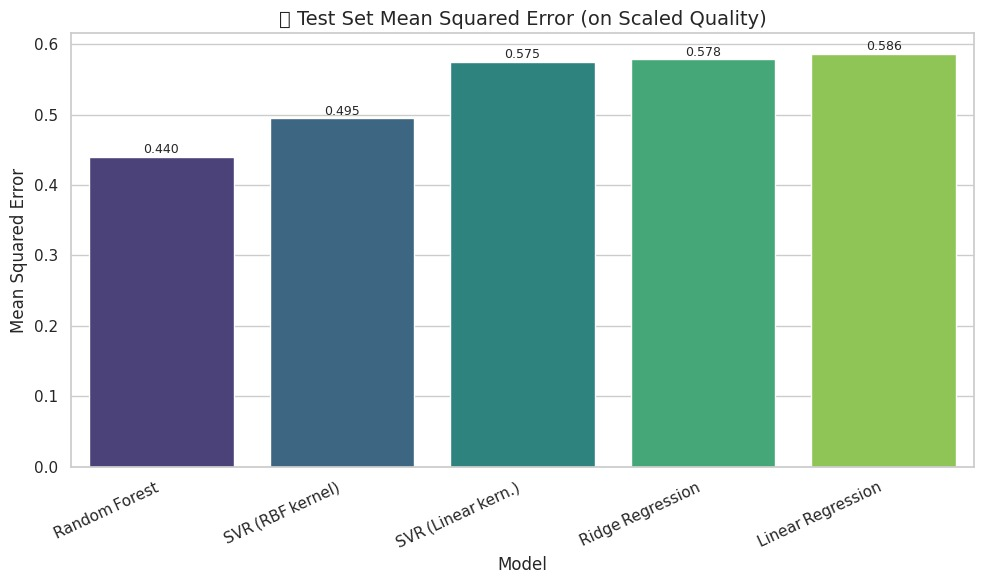 Test Set Mean Squared Error (on Scaled Quality)
Mean Squared Error
0.6
0.5
0.4
0.3
0.2
0.1
0.0
0.440
0.495
0.575
0.578
0.586
Random Forest
SVR (RBF kernel)
SVR (Linear kern.)
Ridge Regression
Linear Regression
Model